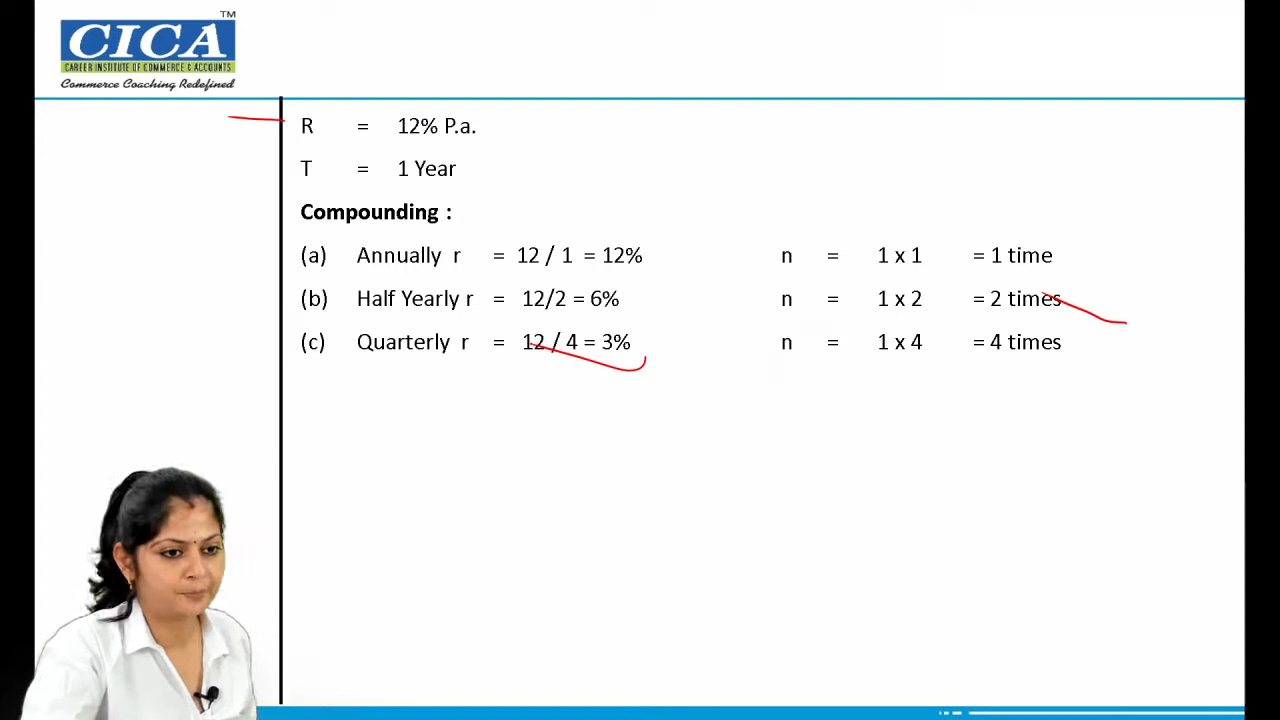 TM
CICA
CAREER INSTITUTE OF COMMERCE & ACCOUNTS
Commerce Coaching Redefined
R = 12% P.a.
T = 1 Year
Compounding :
(a) Annually r = 12 / 1 = 12% n = 1 x 1 = 1 time
(b) Half Yearly r = 12/2 = 6% n = 1 x 2 = 2 times
(c) Quarterly r = 12 / 4 = 3% n = 1 x 4 = 4 times